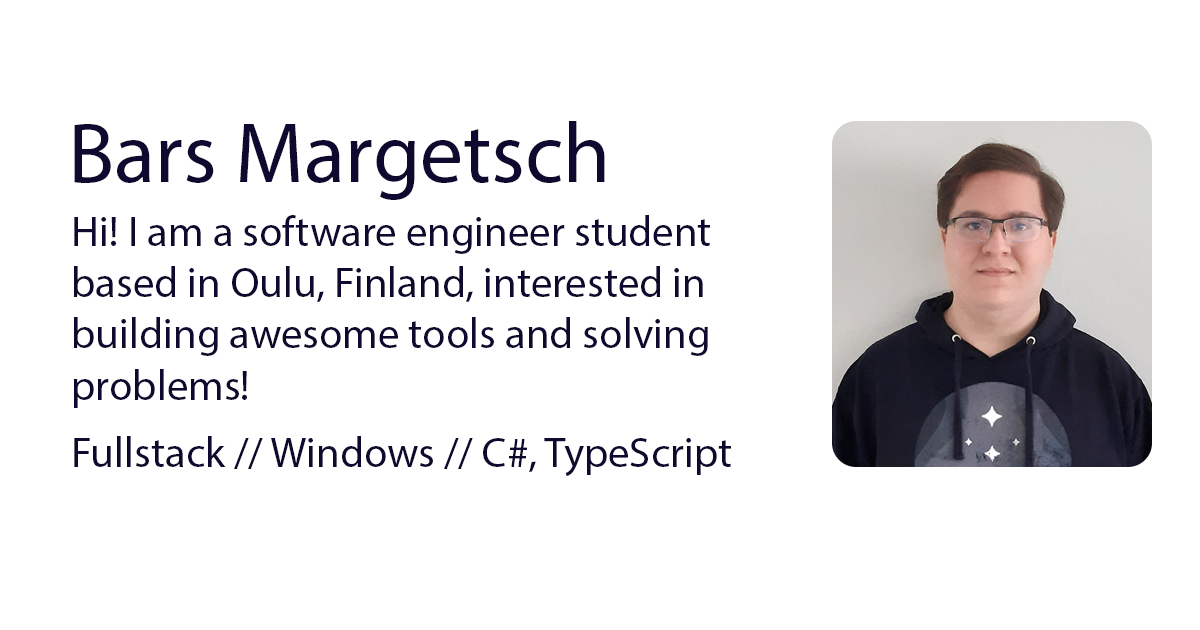 Bars Margetsch
Hi! I am a software engineer student
based in Oulu, Finland, interested in
building awesome tools and solving
problems!
Fullstack // Windows // C#, TypeScript